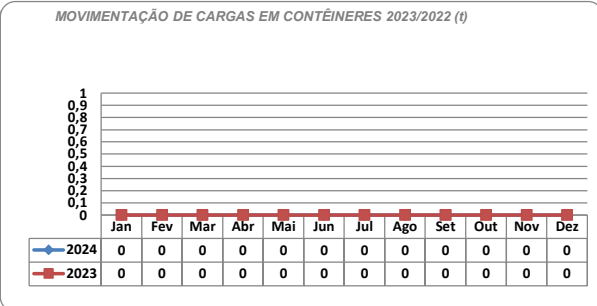 MOVIMENTAÇÃO DE CARGAS EM CONTÊINERES 2023/2022 (t)
1
0,9
0,8
0,7
0,6
0,5
0,4
0,3
0,2
0,1
0
Jan Fev Mar Abr Mai Jun Jul Ago Set Out Nov Dez
2024 0 0 0 0 0 0 0 0 0 0 0 0
2023 0 0 0 0 0 0 0 0 0 0 0 0